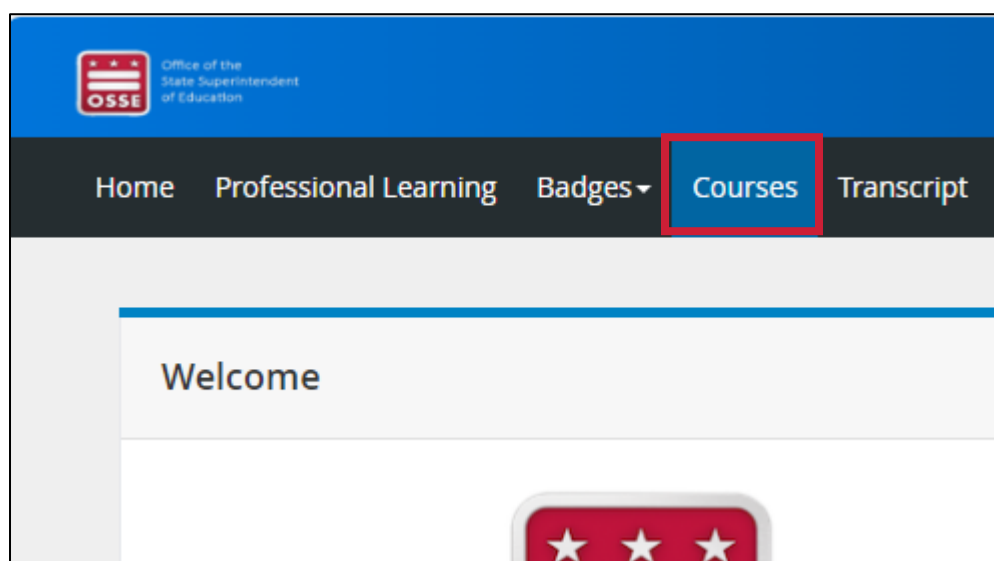 Office of the
State Superintendent
of Education
OSSE
Home Professional Learning Badges Courses Transcript
Welcome